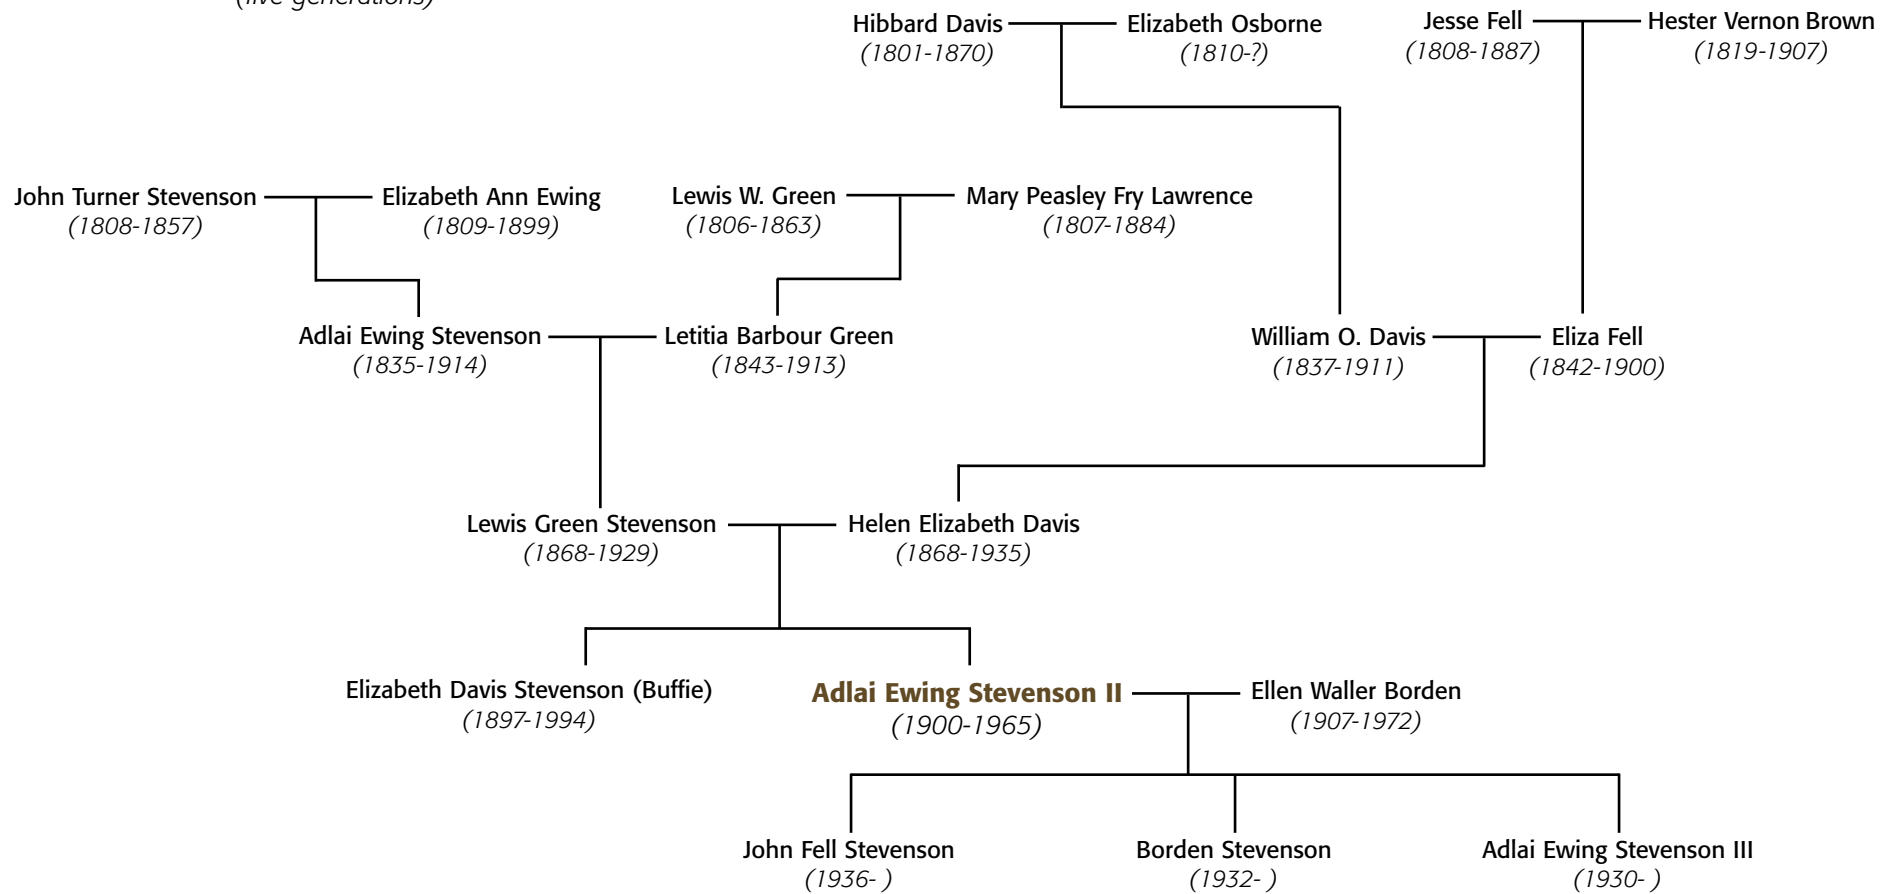 (five generations)
Hibbard Davis
Elizabeth Osborne
Jesse Fell
Hester Vernon Brown
(1801-1870)
(1810-?)
(1808-1887)
(1819-1907)
John Turner Stevenson
Elizabeth Ann Ewing
Lewis W. Green
Mary Peasley Fry Lawrence
(1808-1857)
(1809-1899)
(1806-1863)
(1807-1884)
Adlai Ewing Stevenson
Letitia Barbour Green
William O. Davis
Eliza Fell
(1835-1914)
(1843-1913)
(1837-1911)
(1842-1900)
Lewis Green Stevenson
Helen Elizabeth Davis
(1868-1929)
(1868-1935)
Elizabeth Davis Stevenson (Buffie)
Adlai Ewing Stevenson II
Ellen Waller Borden
(1897-1994)
(1900-1965)
(1907-1972)
John Fell Stevenson
Borden Stevenson
Adlai Ewing Stevenson III
(1936- )
(1932- )
(1930- )